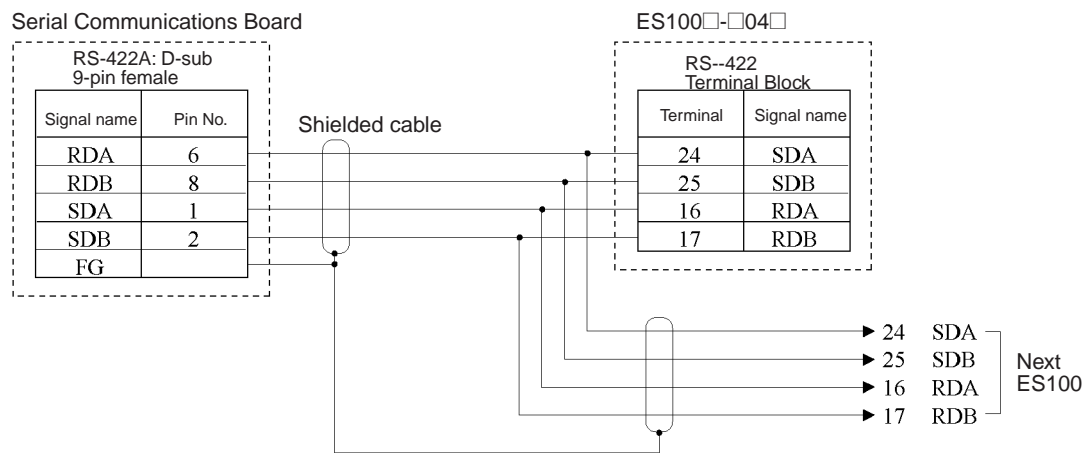 Serial Communications Board
RS-422A: D-sub
9-pin female
Signal name Pin No.
RDA 6
RDB 8
SDA 1
SDB 2
FG
Shielded cable
ES100□-□04□
RS--422
Terminal Block
Terminal Signal name
24 SDA
25 SDB
16 RDA
17 RDB
24 SDA
25 SDB
16 RDA
17 RDB
Next
ES100